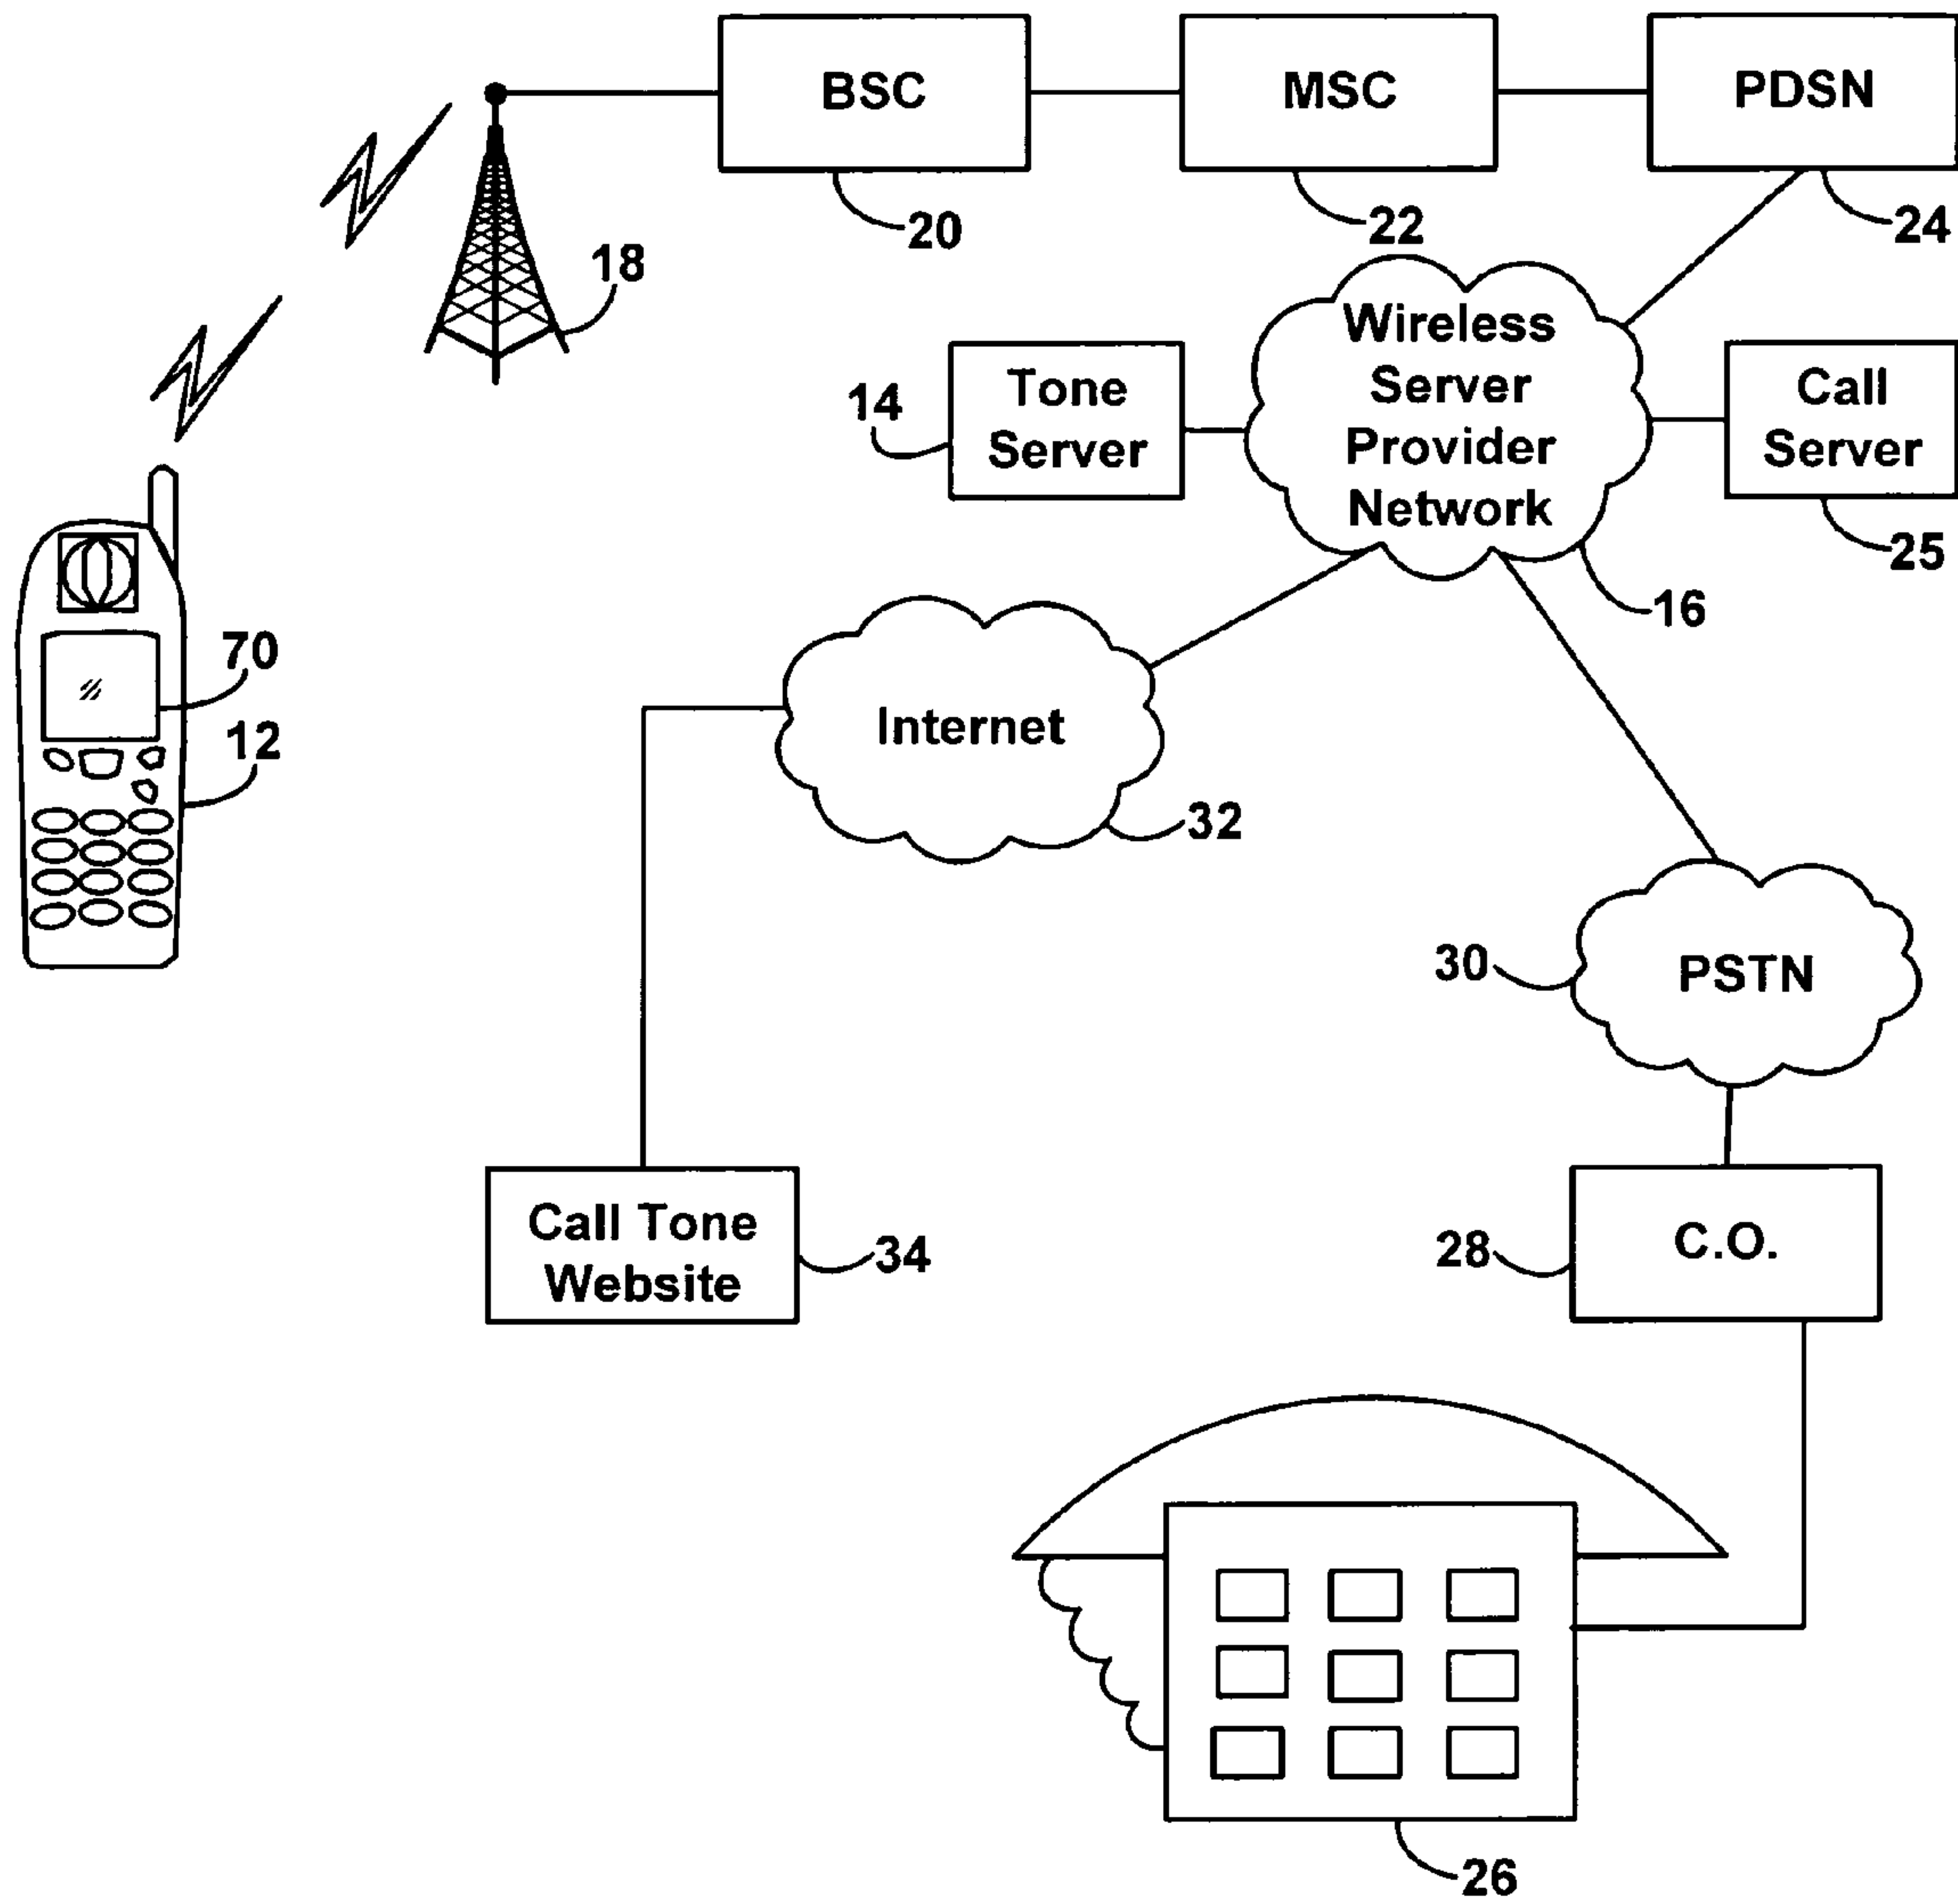 BSC
MSC
PDSN
20
22
24
18
Wireless
Server
Provider
Network
14
Tone
Server
Call
Server
25
16
70
12
Internet
32
30
PSTN
Call Tone
Website
34
28
C.O.
26